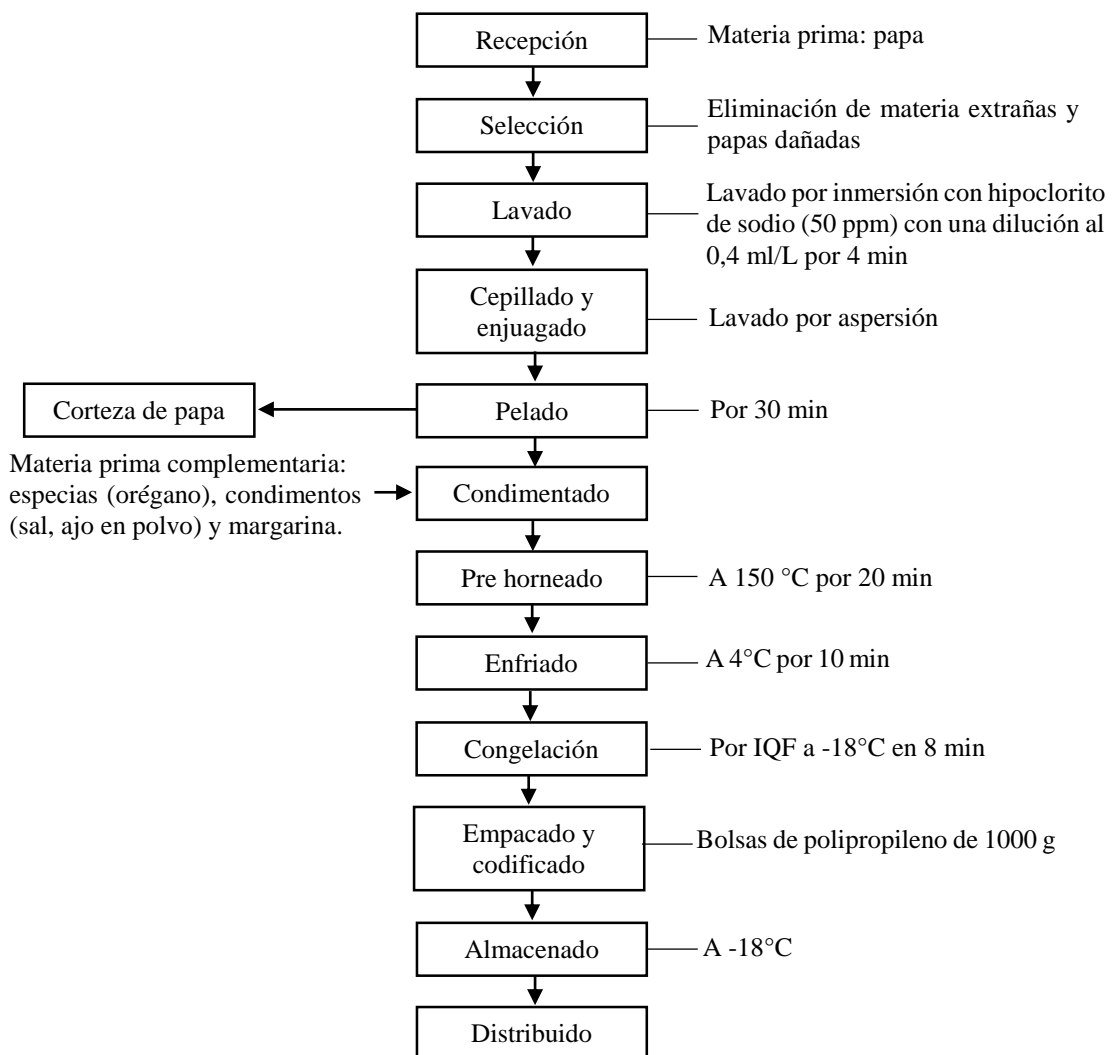 Recepción
Materia prima: papa
Selección
Eliminación de materia extrañas y
papas dañadas
Lavado
Lavado por inmersión con hipoclorito
de sodio (50 ppm) con una dilución al
0,4 ml/L por 4 min
Cepillado y
enjuagado
Lavado por aspersión
Corteza de papa
Pelado
Por 30 min
Materia prima complementaria:
especias (orégano), condimentos
(sal, ajo en polvo) y margarina.
Condimentado
Pre horneado
A 150 °C por 20 min
Enfriado
A 4°C por 10 min
Congelación
Por IQF a -18°C en 8 min
Empacado y
codificado
Bolsas de polipropileno de 1000 g
Almacenado
A -18°C
Distribuido